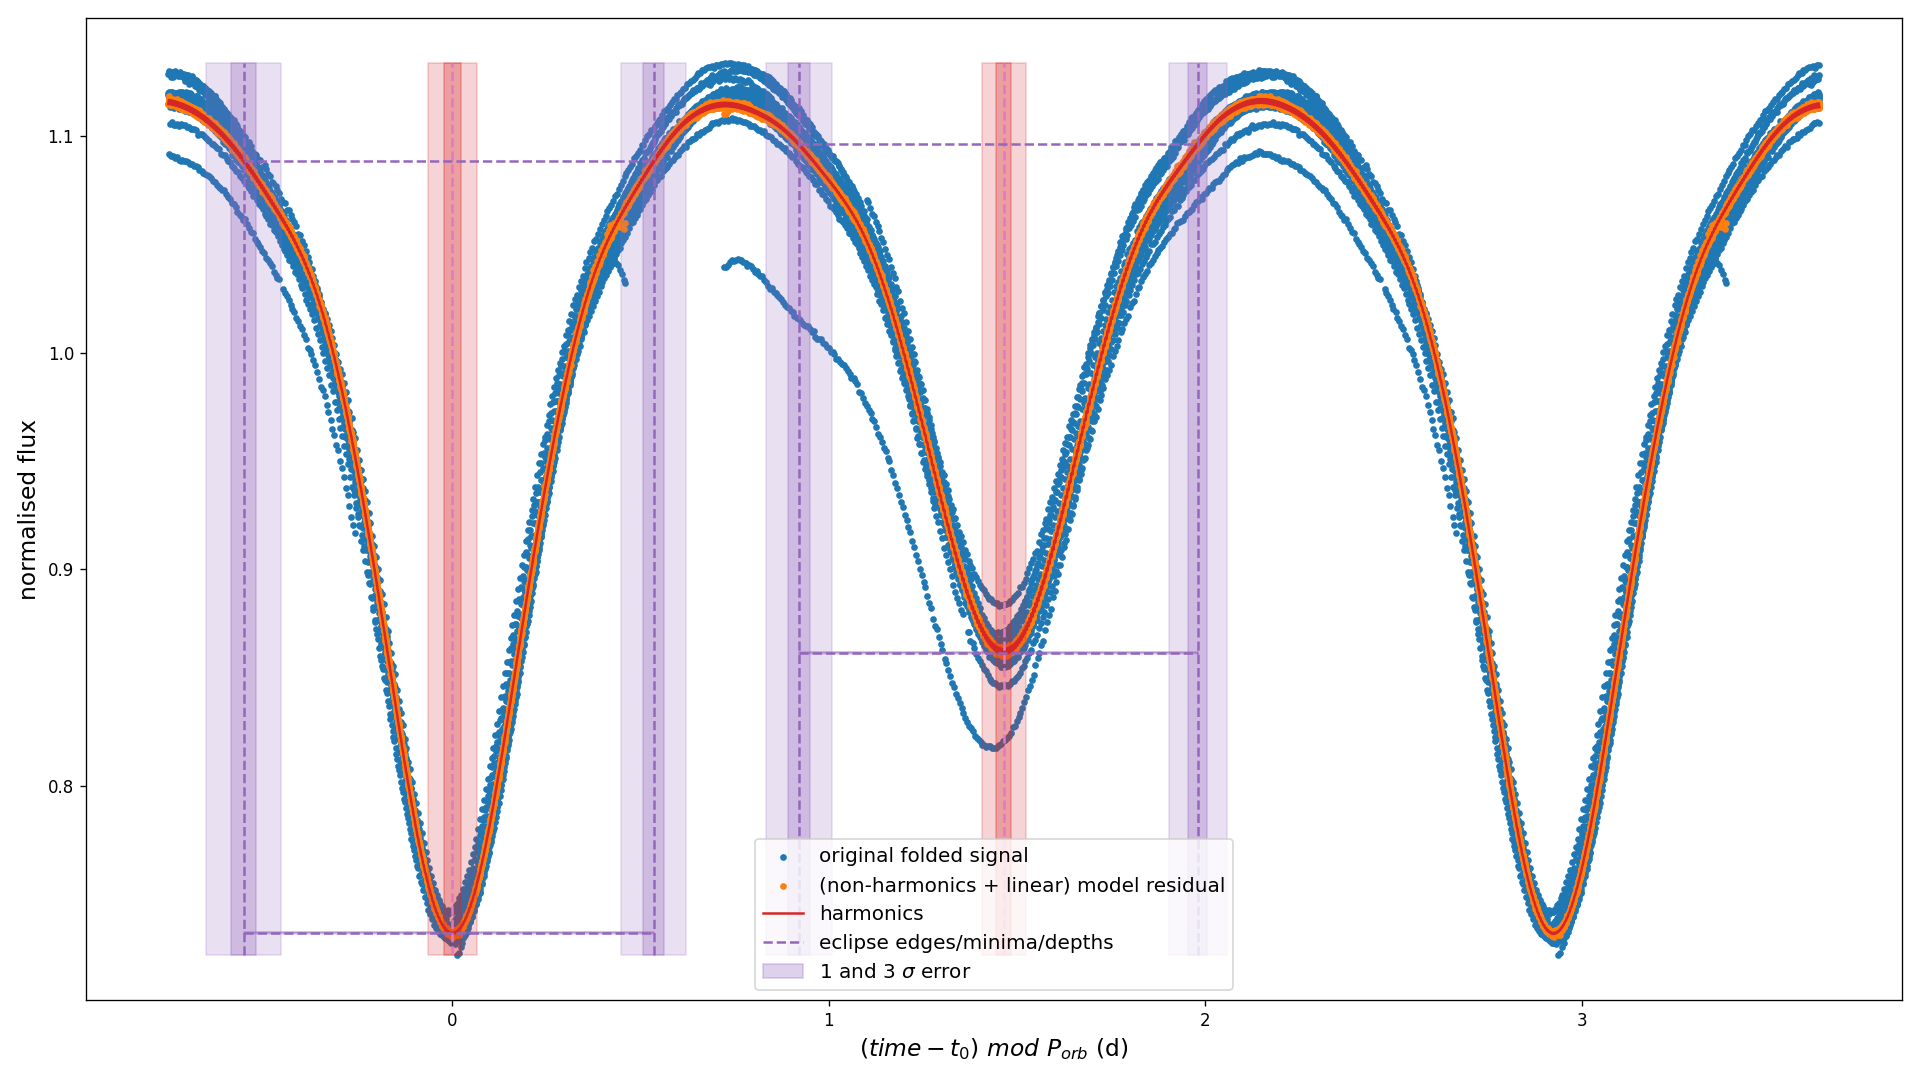 normalised flux
1.1
1.0
0.9
0.8
original folded signal
(non-harmonics + linear) model residual
harmonics
eclipse edges/minima/depths
1 and 3 σ error
0 1 2 3
(time − t₀) mod P_orb (d)